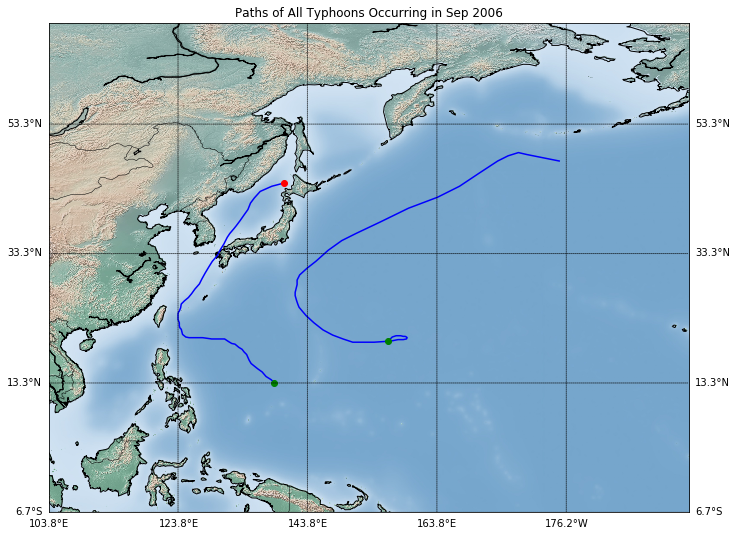 Paths of All Typhoons Occurring in Sep 2006
53.3°N 53.3°N
33.3°N 33.3°N
13.3°N 13.3°N
6.7°S 6.7°S
103.8°E 123.8°E 143.8°E 163.8°E 176.2°W